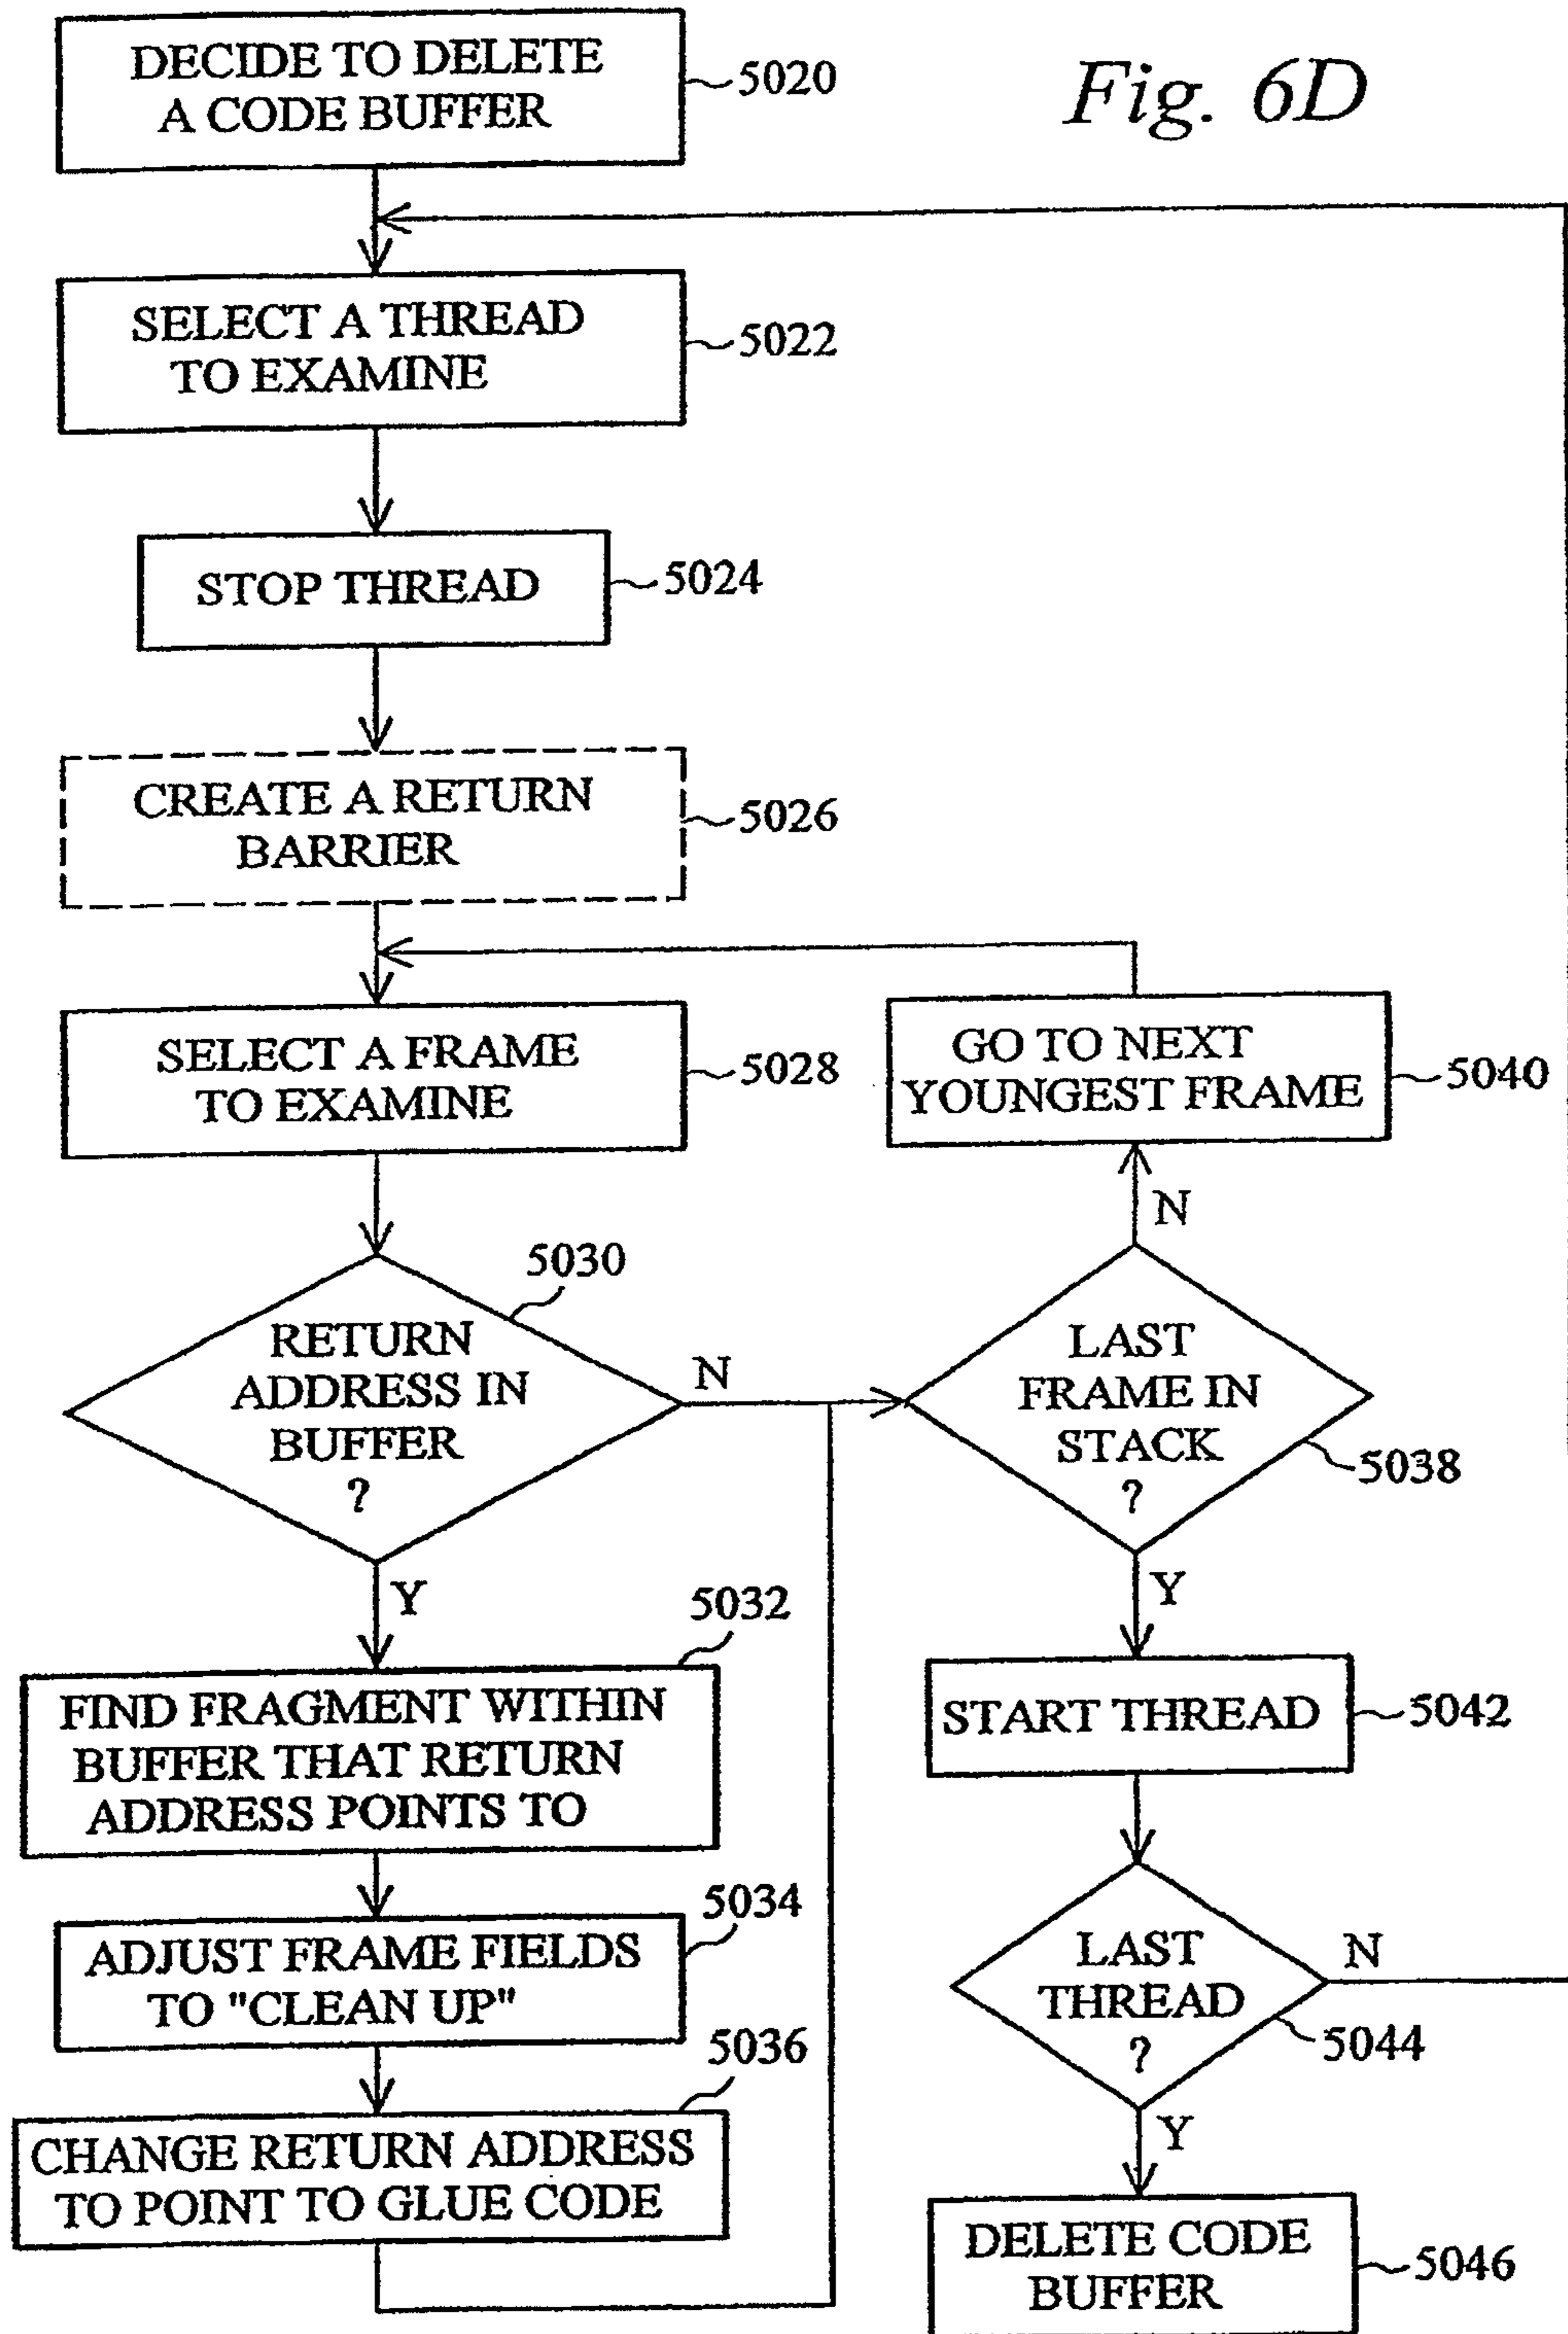 Fig. 6D
DECIDE TO DELETE
A CODE BUFFER
5020
SELECT A THREAD
TO EXAMINE
5022
STOP THREAD
5024
CREATE A RETURN
BARRIER
5026
SELECT A FRAME
TO EXAMINE
5028
GO TO NEXT
YOUNGEST FRAME
5040
N
5030
RETURN
ADDRESS IN
BUFFER
?
N
LAST
FRAME IN
STACK
?
5038
Y
Y
5032
FIND FRAGMENT WITHIN
BUFFER THAT RETURN
ADDRESS POINTS TO
START THREAD
5042
5034
ADJUST FRAME FIELDS
TO "CLEAN UP"
LAST
THREAD
?
N
5044
5036
CHANGE RETURN ADDRESS
TO POINT TO GLUE CODE
Y
DELETE CODE
BUFFER
5046